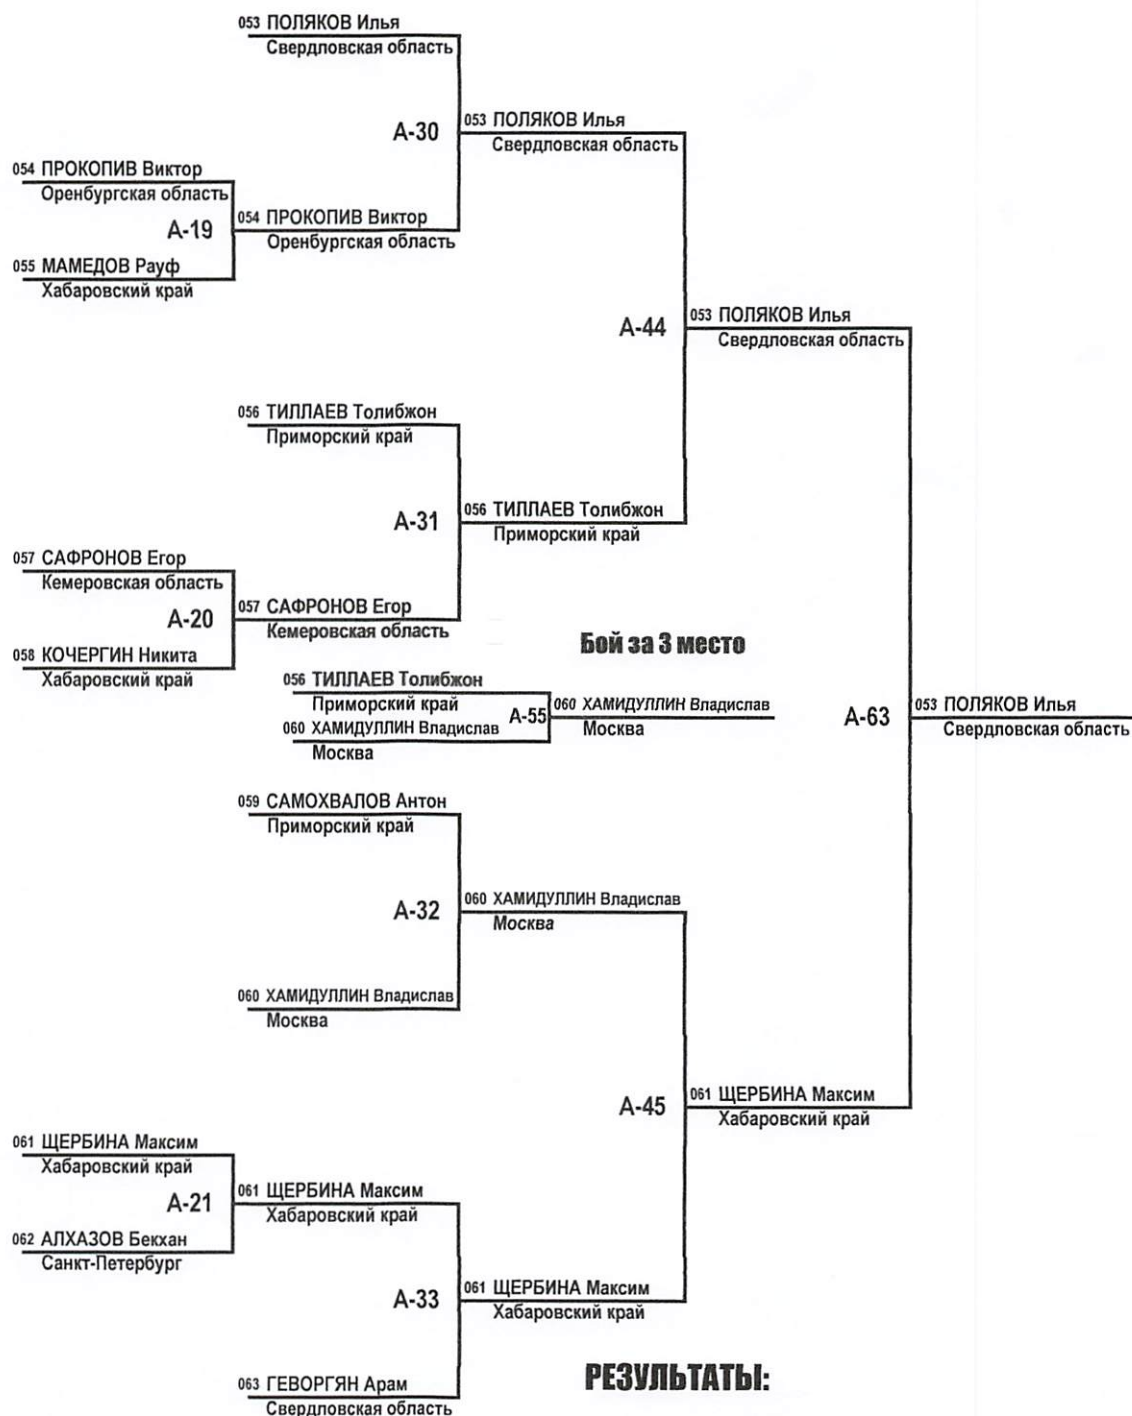 053 ПОЛЯКОВ Илья
Свердловская область
А-30
053 ПОЛЯКОВ Илья
Свердловская область
054 ПРОКОПИВ Виктор
Оренбургская область
А-19
054 ПРОКОПИВ Виктор
Оренбургская область
055 МАМЕДОВ Рауф
Хабаровский край
А-44
053 ПОЛЯКОВ Илья
Свердловская область
056 ТИЛЛАЕВ Толибжон
Приморский край
А-31
056 ТИЛЛАЕВ Толибжон
Приморский край
057 САФРОНОВ Егор
Кемеровская область
А-20
057 САФРОНОВ Егор
Кемеровская область
058 КОЧЕРГИН Никита
Хабаровский край
Бой за 3 место
056 ТИЛЛАЕВ Толибжон
Приморский край
А-55
060 ХАМИДУЛЛИН Владислав
Москва
060 ХАМИДУЛЛИН Владислав
Москва
А-63
053 ПОЛЯКОВ Илья
Свердловская область
059 САМОХВАЛОВ Антон
Приморский край
А-32
060 ХАМИДУЛЛИН Владислав
Москва
060 ХАМИДУЛЛИН Владислав
Москва
А-45
061 ЩЕРБИНА Максим
Хабаровский край
061 ЩЕРБИНА Максим
Хабаровский край
А-21
061 ЩЕРБИНА Максим
Хабаровский край
062 АЛХАЗОВ Бекхан
Санкт-Петербург
А-33
061 ЩЕРБИНА Максим
Хабаровский край
063 ГЕВОРГЯН Арам
Свердловская область
РЕЗУЛЬТАТЫ: